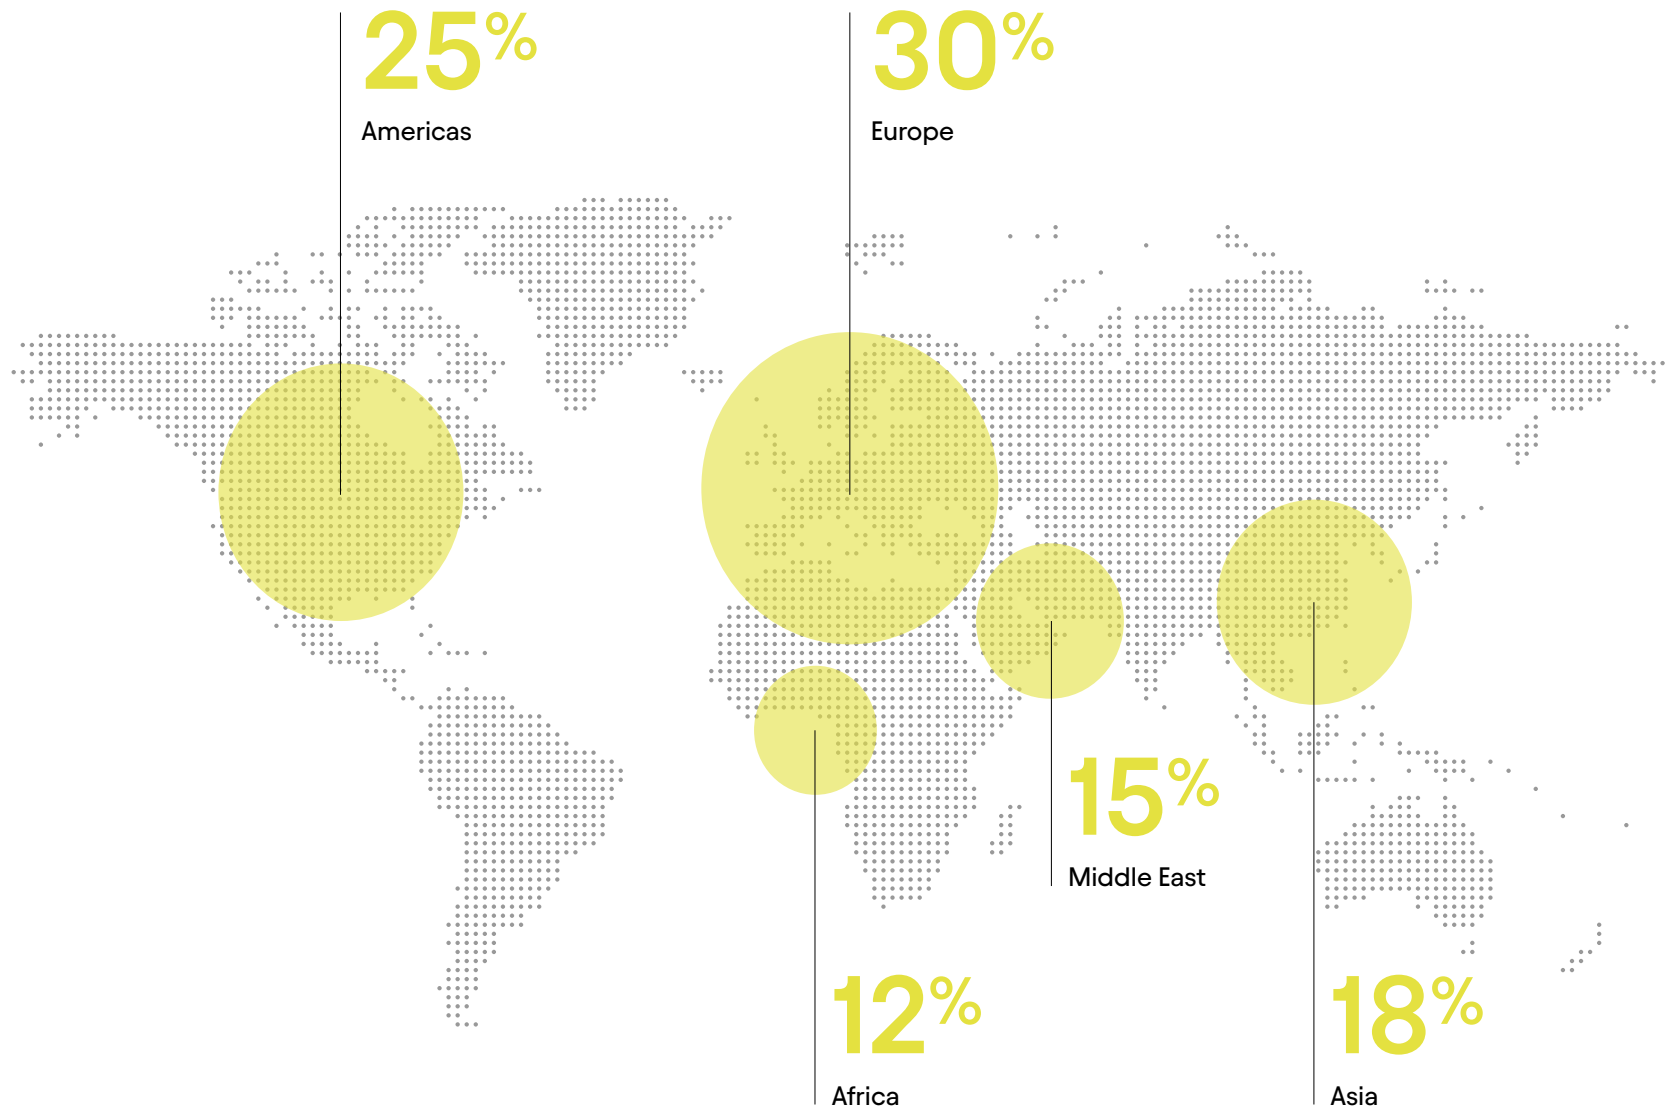 25%
Americas
30%
Europe
15%
Middle East
12%
Africa
18%
Asia